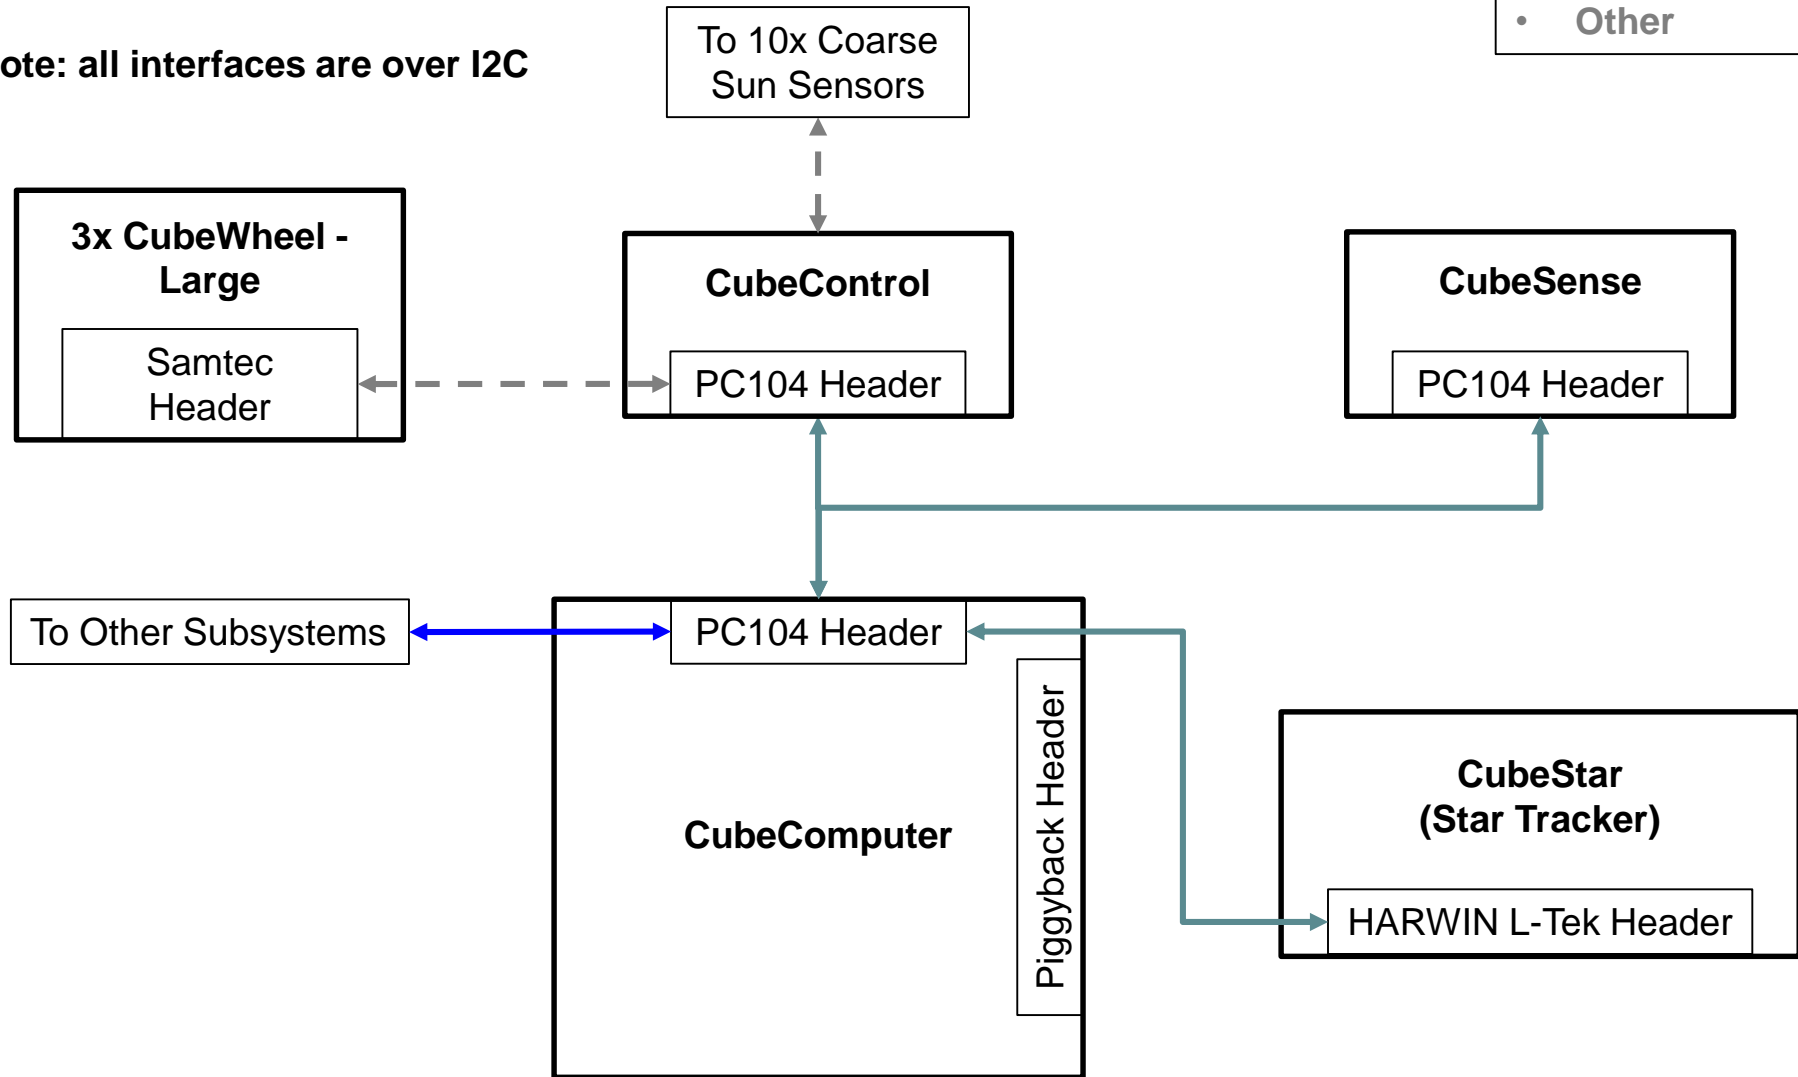 • Other
ote: all interfaces are over I2C
To 10x Coarse
Sun Sensors
3x CubeWheel -
Large
Samtec
Header
CubeControl
PC104 Header
CubeSense
PC104 Header
To Other Subsystems
PC104 Header
Piggyback Header
CubeComputer
CubeStar
(Star Tracker)
HARWIN L-Tek Header